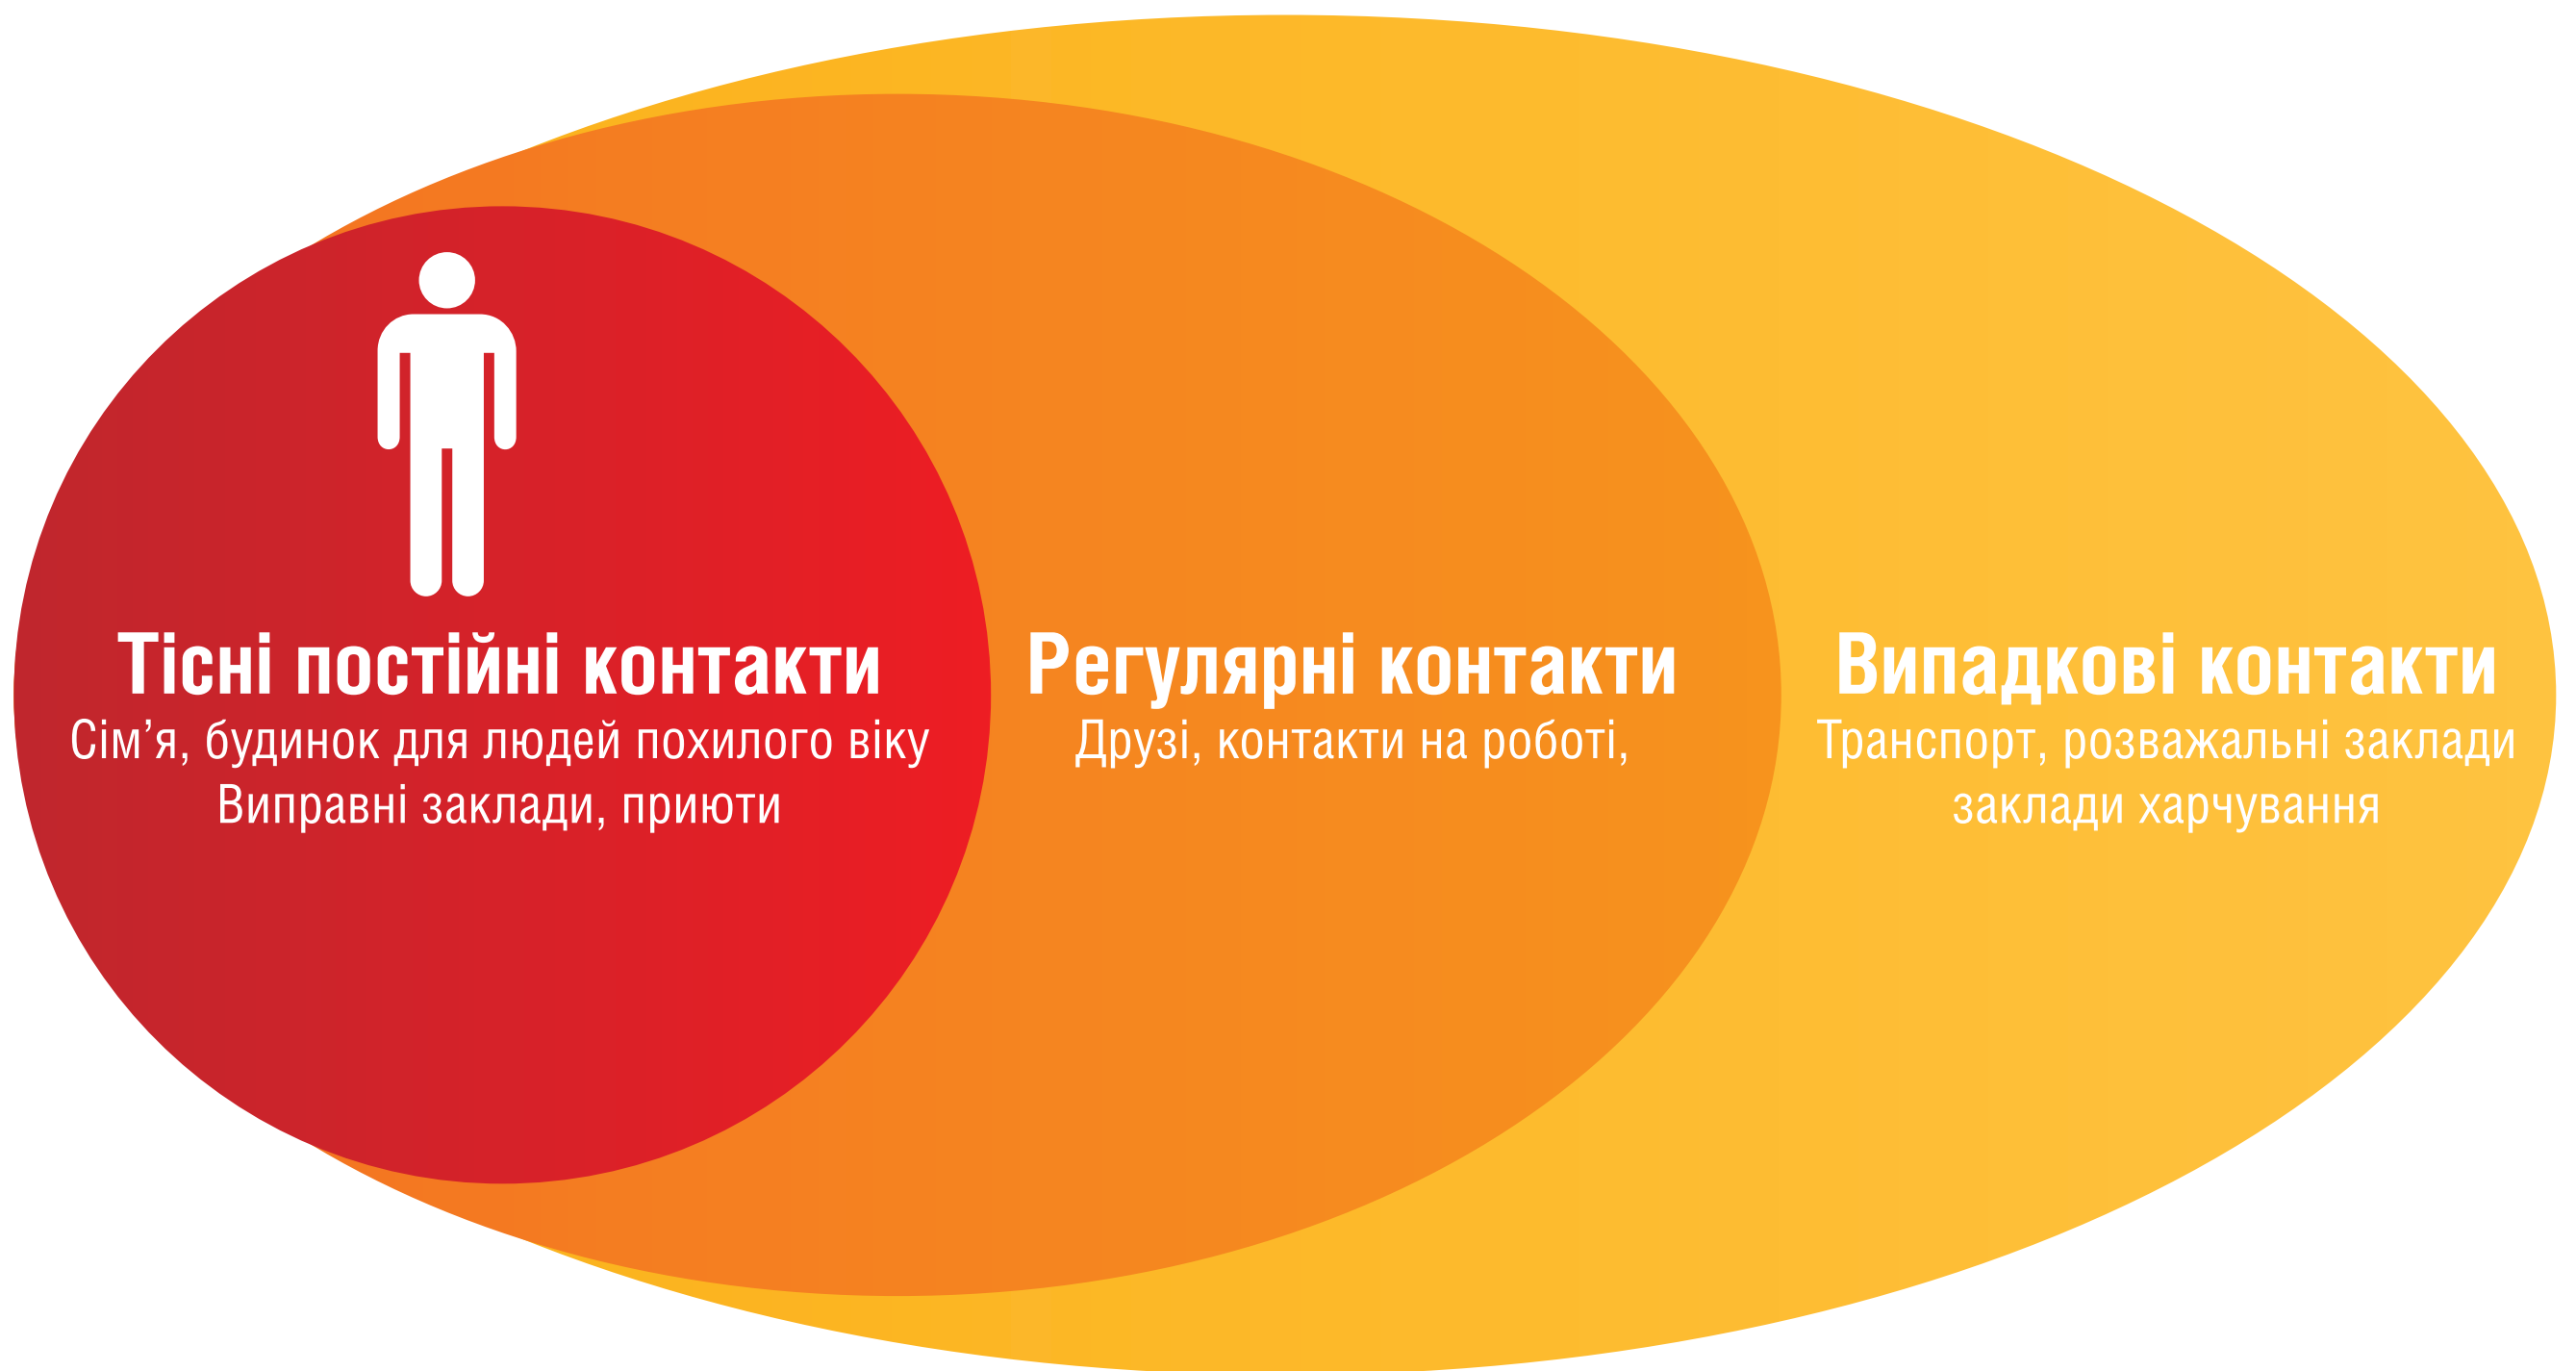 Тісні постійні контакти
Сім’я, будинок для людей похилого віку
Виправні заклади, приюти
Регулярні контакти
Друзі, контакти на роботі,
Випадкові контакти
Транспорт, розважальні заклади
заклади харчування